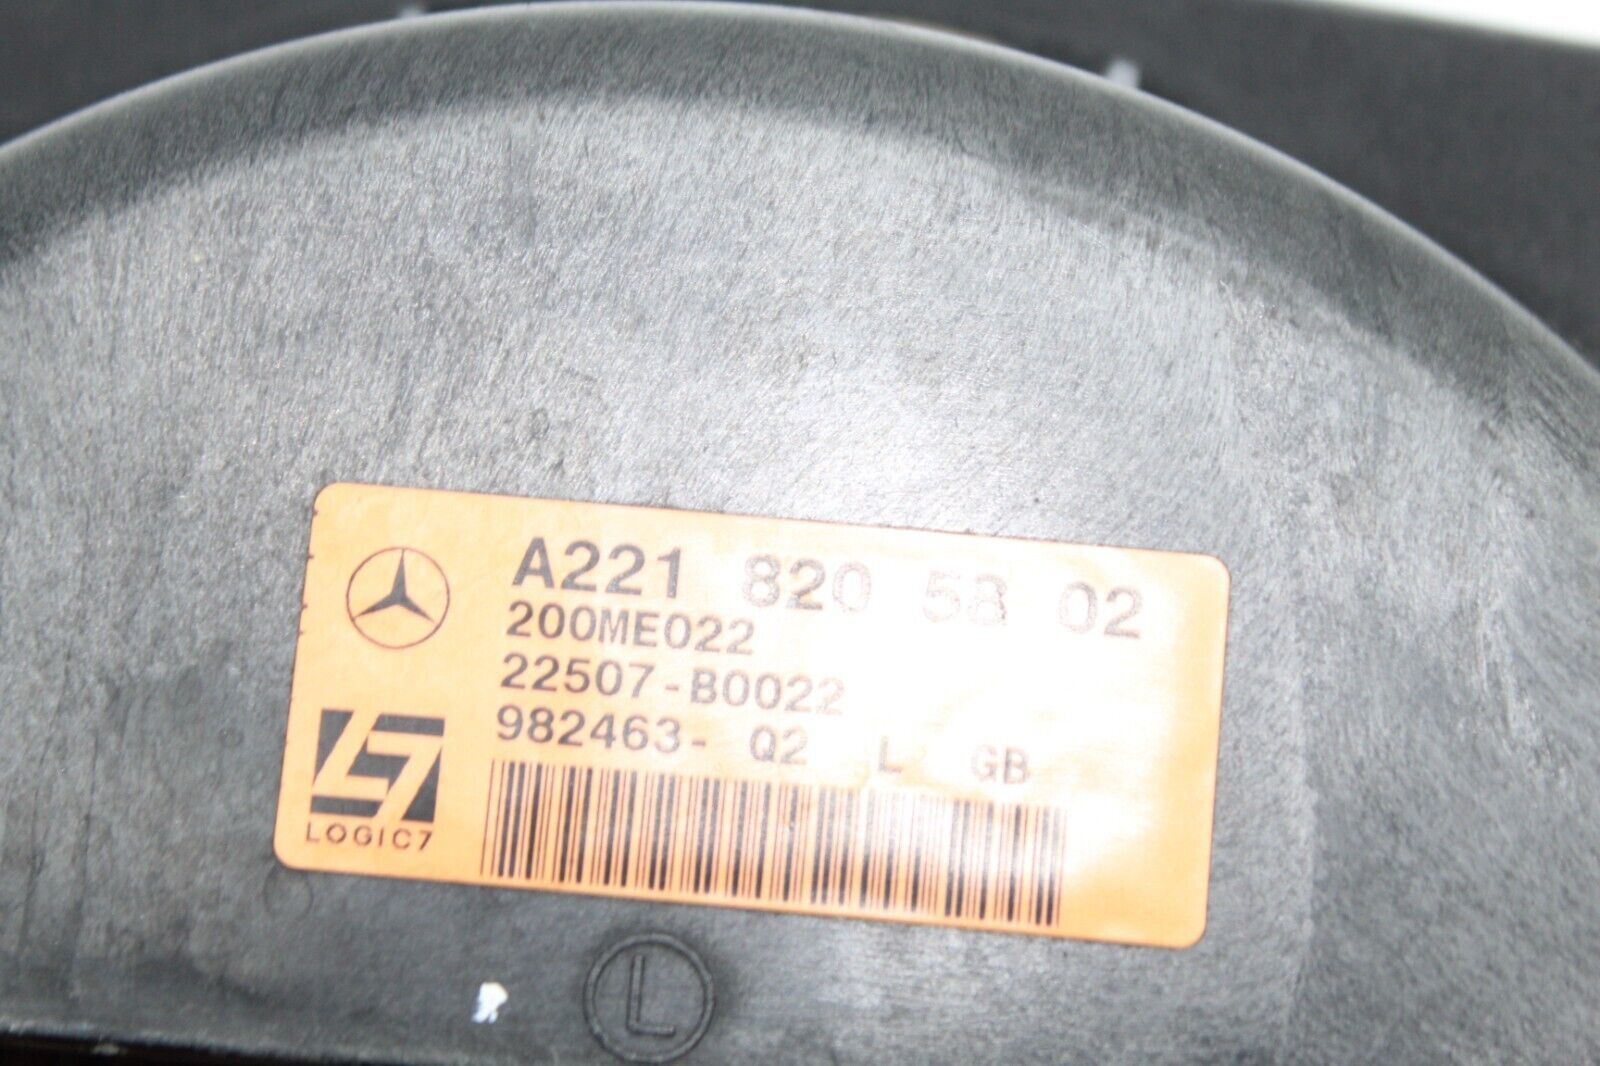 A221 820 58 02
200ME022
22507-B0022
982463- Q2 L GB
LOGIC7
L